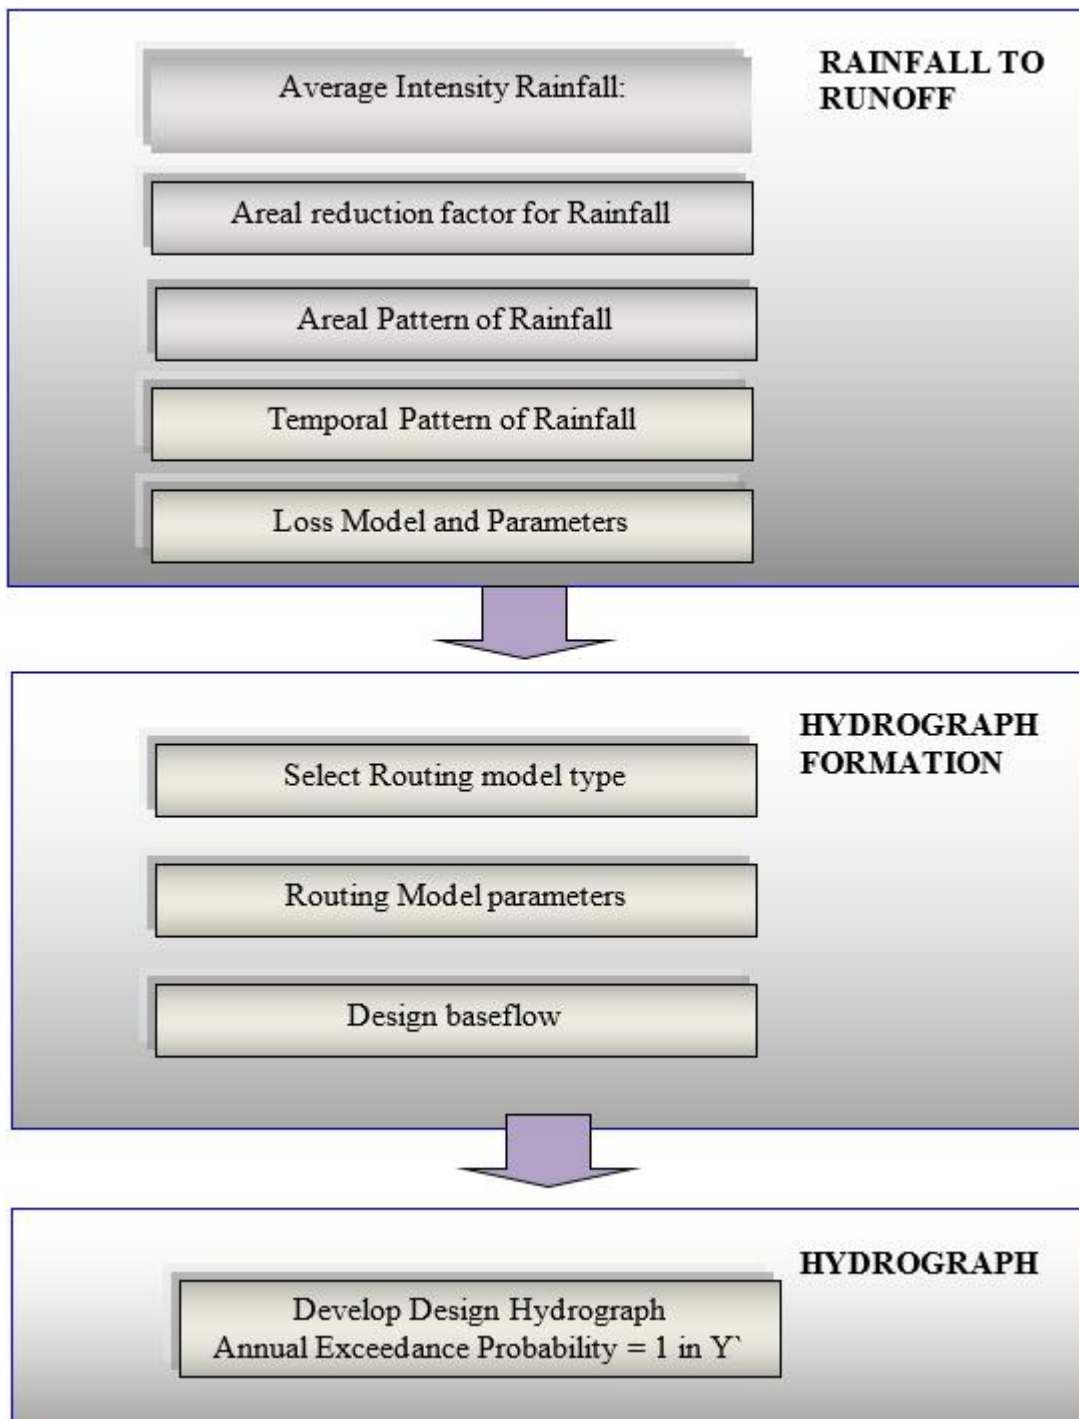 RAINFALL TO
RUNOFF
Average Intensity Rainfall:
Areal reduction factor for Rainfall
Areal Pattern of Rainfall
Temporal Pattern of Rainfall
Loss Model and Parameters
HYDROGRAPH
FORMATION
Select Routing model type
Routing Model parameters
Design baseflow
HYDROGRAPH
Develop Design Hydrograph
Annual Exceedance Probability = 1 in Y`